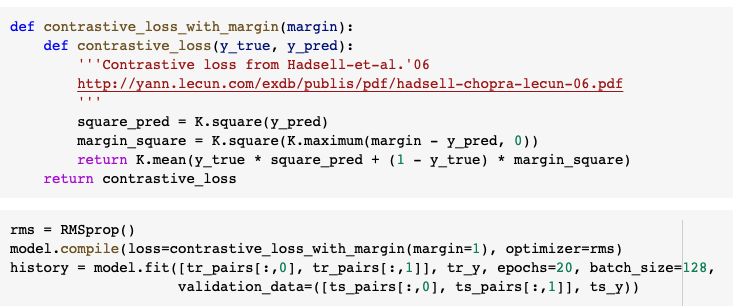 def contrastive_loss_with_margin(margin):
    def contrastive_loss(y_true, y_pred):
        '''Contrastive loss from Hadsell-et-al.'06
        http://yann.lecun.com/exdb/publis/pdf/hadsell-chopra-lecun-06.pdf
        '''
        square_pred = K.square(y_pred)
        margin_square = K.square(K.maximum(margin - y_pred, 0))
        return K.mean(y_true * square_pred + (1 - y_true) * margin_square)
    return contrastive_loss
rms = RMSprop()
model.compile(loss=contrastive_loss_with_margin(margin=1), optimizer=rms)
history = model.fit([tr_pairs[:,0], tr_pairs[:,1]], tr_y, epochs=20, batch_size=128,
                    validation_data=([ts_pairs[:,0], ts_pairs[:,1]], ts_y))